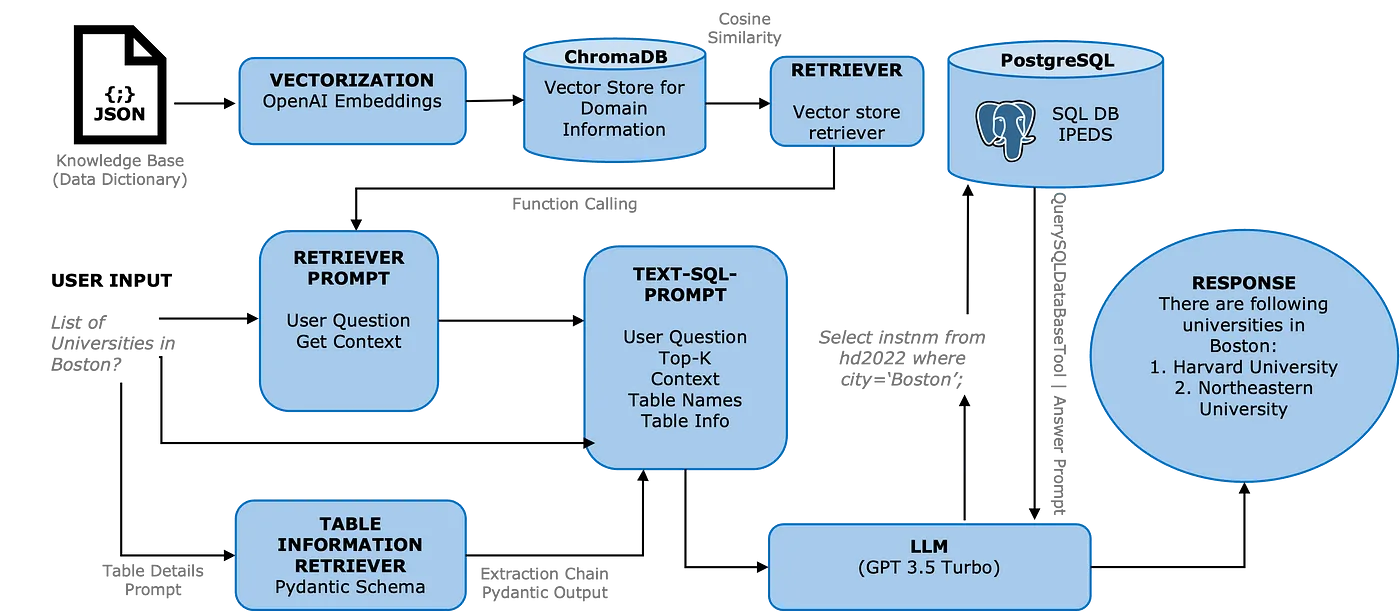 {;}
JSON
Knowledge Base
(Data Dictionary)
VECTORIZATION
OpenAI Embeddings
ChromaDB
Vector Store for
Domain
Information
Cosine
Similarity
RETRIEVER
Vector store
retriever
PostgreSQL
SQL DB
IPEDS
Function Calling
USER INPUT
List of
Universities in
Boston?
RETRIEVER
PROMPT
User Question
Get Context
TEXT-SQL-
PROMPT
User Question
Top-K
Context
Table Names
Table Info
Select instnm from
hd2022 where
city=‘Boston’;
QuerySQLDataBaseTool | Answer Prompt
RESPONSE
There are following
universities in
Boston:
1. Harvard University
2. Northeastern
University
TABLE
INFORMATION
RETRIEVER
Pydantic Schema
Table Details
Prompt
Extraction Chain
Pydantic Output
LLM
(GPT 3.5 Turbo)